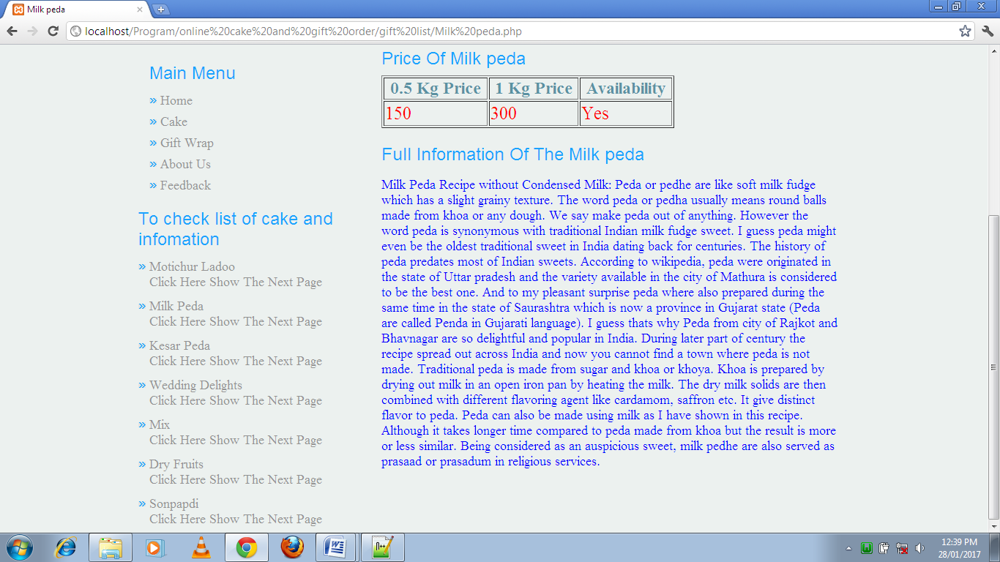 Milk peda
localhost/Program/online%20cake%20and%20gift%20order/gift%20list/Milk%20peda.php
Main Menu
» Home
» Cake
» Gift Wrap
» About Us
» Feedback
To check list of cake and
infomation
» Motichur Ladoo
Click Here Show The Next Page
» Milk Peda
Click Here Show The Next Page
» Kesar Peda
Click Here Show The Next Page
» Wedding Delights
Click Here Show The Next Page
» Mix
Click Here Show The Next Page
» Dry Fruits
Click Here Show The Next Page
» Sonpapdi
Click Here Show The Next Page
Price Of Milk peda
0.5 Kg Price 1 Kg Price Availability
150 300 Yes
Full Information Of The Milk peda
Milk Peda Recipe without Condensed Milk: Peda or pedhe are like soft milk fudge
which has a slight grainy texture. The word peda or pedha usually means round balls
made from khoa or any dough. We say make peda out of anything. However the
word peda is synonymous with traditional Indian milk fudge sweet. I guess peda might
even be the oldest traditional sweet in India dating back for centuries. The history of
peda predates most of Indian sweets. According to wikipedia, peda were originated in
the state of Uttar pradesh and the variety available in the city of Mathura is considered
to be the best one. And to my pleasant surprise peda where also prepared during the
same time in the state of Saurashtra which is now a province in Gujarat state (Peda
are called Penda in Gujarati language). I guess thats why Peda from city of Rajkot and
Bhavnagar are so delightful and popular in India. During later part of century the
recipe spread out across India and now you cannot find a town where peda is not
made. Traditional peda is made from sugar and khoa or khoya. Khoa is prepared by
drying out milk in an open iron pan by heating the milk. The dry milk solids are then
combined with different flavoring agent like cardamom, saffron etc. It give distinct
flavor to peda. Peda can also be made using milk as I have shown in this recipe.
Although it takes longer time compared to peda made from khoa but the result is more
or less similar. Being considered as an auspicious sweet, milk pedhe are also served as
prasaad or prasadum in religious services.
12:39 PM
28/01/2017